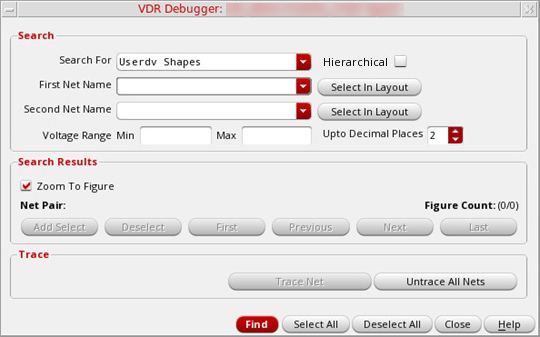 VDR Debugger:
Search
Search For Userdv Shapes Hierarchical
First Net Name Select In Layout
Second Net Name Select In Layout
Voltage Range Min Max Upto Decimal Places 2
Search Results
Zoom To Figure
Net Pair: Figure Count: (0/0)
Add Select Deselect First Previous Next Last
Trace
Trace Net Untrace All Nets
Find Select All Deselect All Close Help